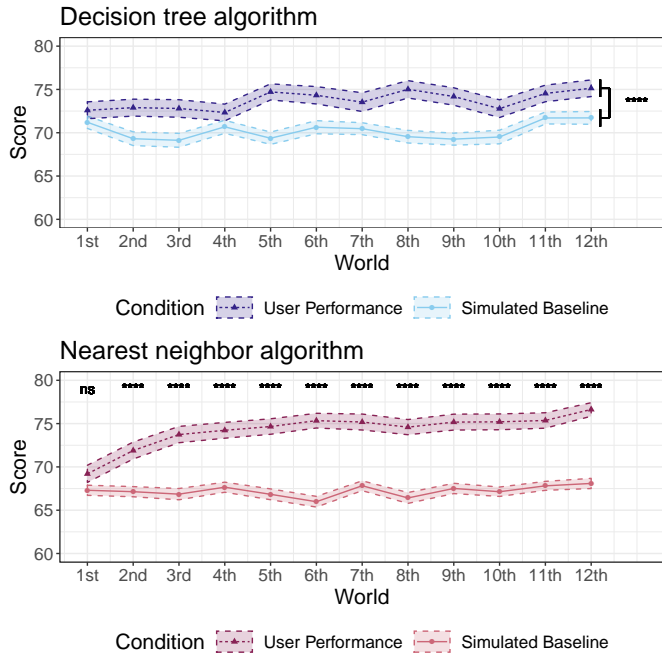 Decision tree algorithm
80
75
70
65
60
Score
****
1st 2nd 3rd 4th 5th 6th 7th 8th 9th 10th 11th 12th
World
Condition User Performance Simulated Baseline
Nearest neighbor algorithm
80
75
70
65
60
Score
ns **** **** **** **** **** **** **** **** **** **** ****
1st 2nd 3rd 4th 5th 6th 7th 8th 9th 10th 11th 12th
World
Condition User Performance Simulated Baseline